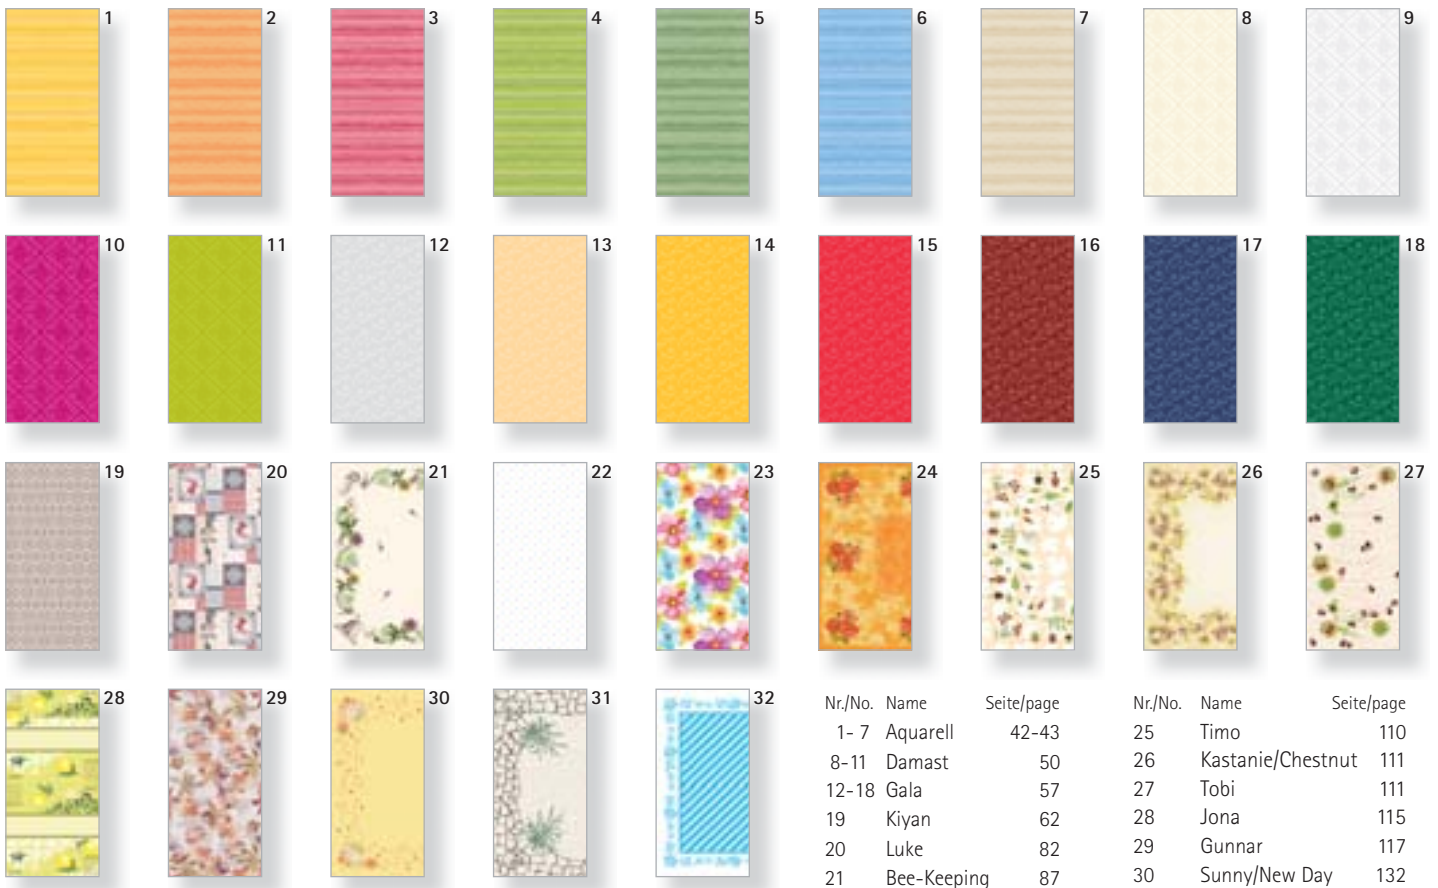 1 2 3 4 5 6 7 8 9
10 11 12 13 14 15 16 17 18
19 20 21 22 23 24 25 26 27
28 29 30 31 32
Nr./No. Name Seite/page
1- 7 Aquarell 42-43
8-11 Damast 50
12-18 Gala 57
19 Kiyan 62
20 Luke 82
21 Bee-Keeping 87
Nr./No. Name Seite/page
25 Timo 110
26 Kastanie/Chestnut 111
27 Tobi 111
28 Jona 115
29 Gunnar 117
30 Sunny/New Day 132